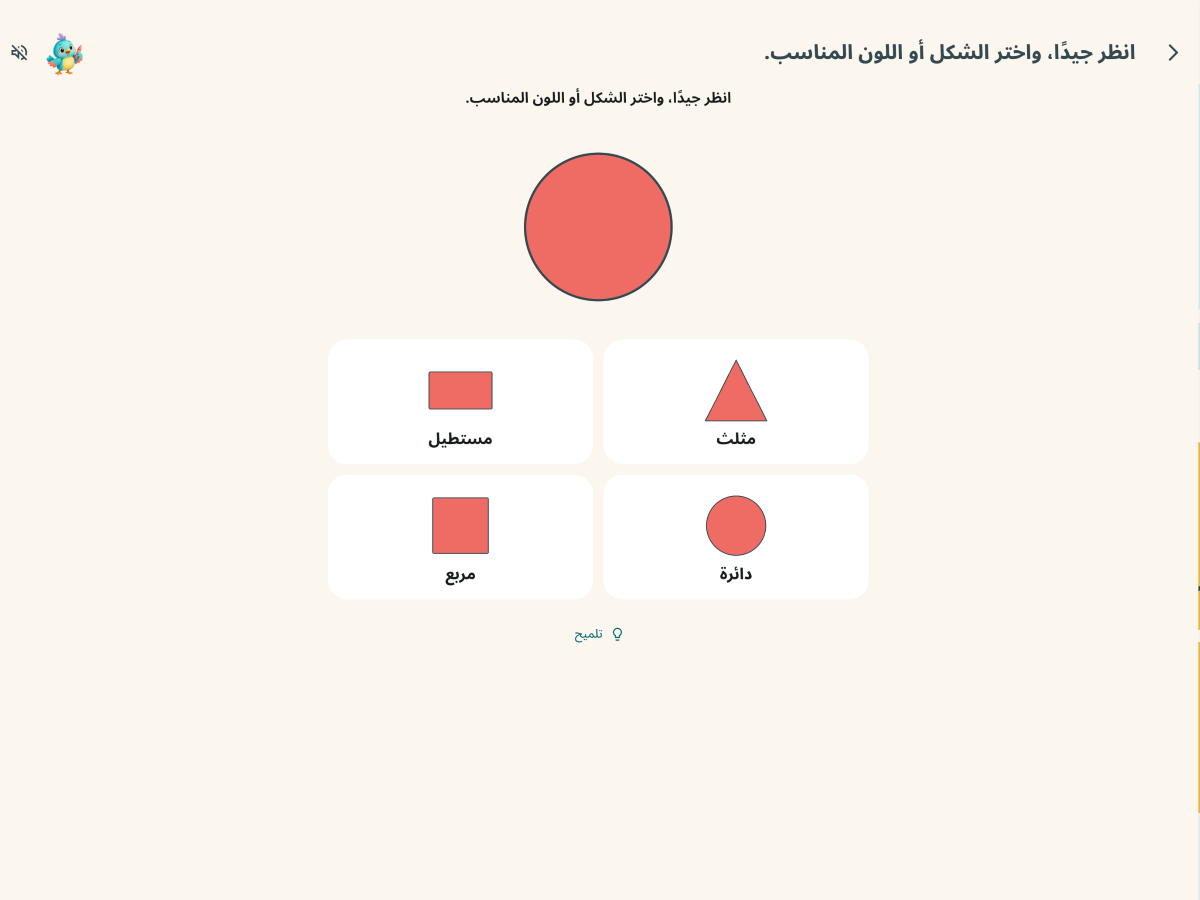 انظر جيدًا، واختر الشكل أو اللون المناسب.
انظر جيدًا، واختر الشكل أو اللون المناسب.
مثلث
مستطيل
دائرة
مربع
تلميح